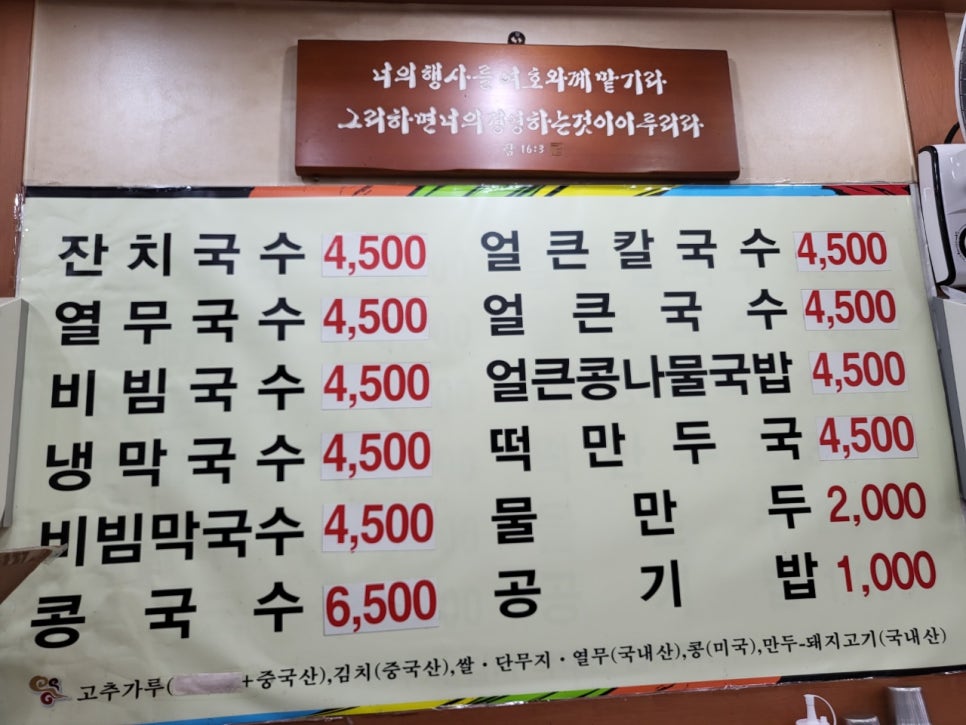 너의 행사를 여호와께 맡기라
그리하면 너의 경영하는 것이 이루리라
잠 16:3
잔치국수 4,500
열무국수 4,500
비빔국수 4,500
냉막국수 4,500
비빔막국수 4,500
콩국수 6,500
얼큰칼국수 4,500
얼큰국수 4,500
얼큰콩나물국밥 4,500
떡만두국 4,500
물만두 2,000
공기밥 1,000
고추가루( +중국산),김치(중국산),쌀·단무지·열무(국내산),콩(미국),만두-돼지고기(국내산)